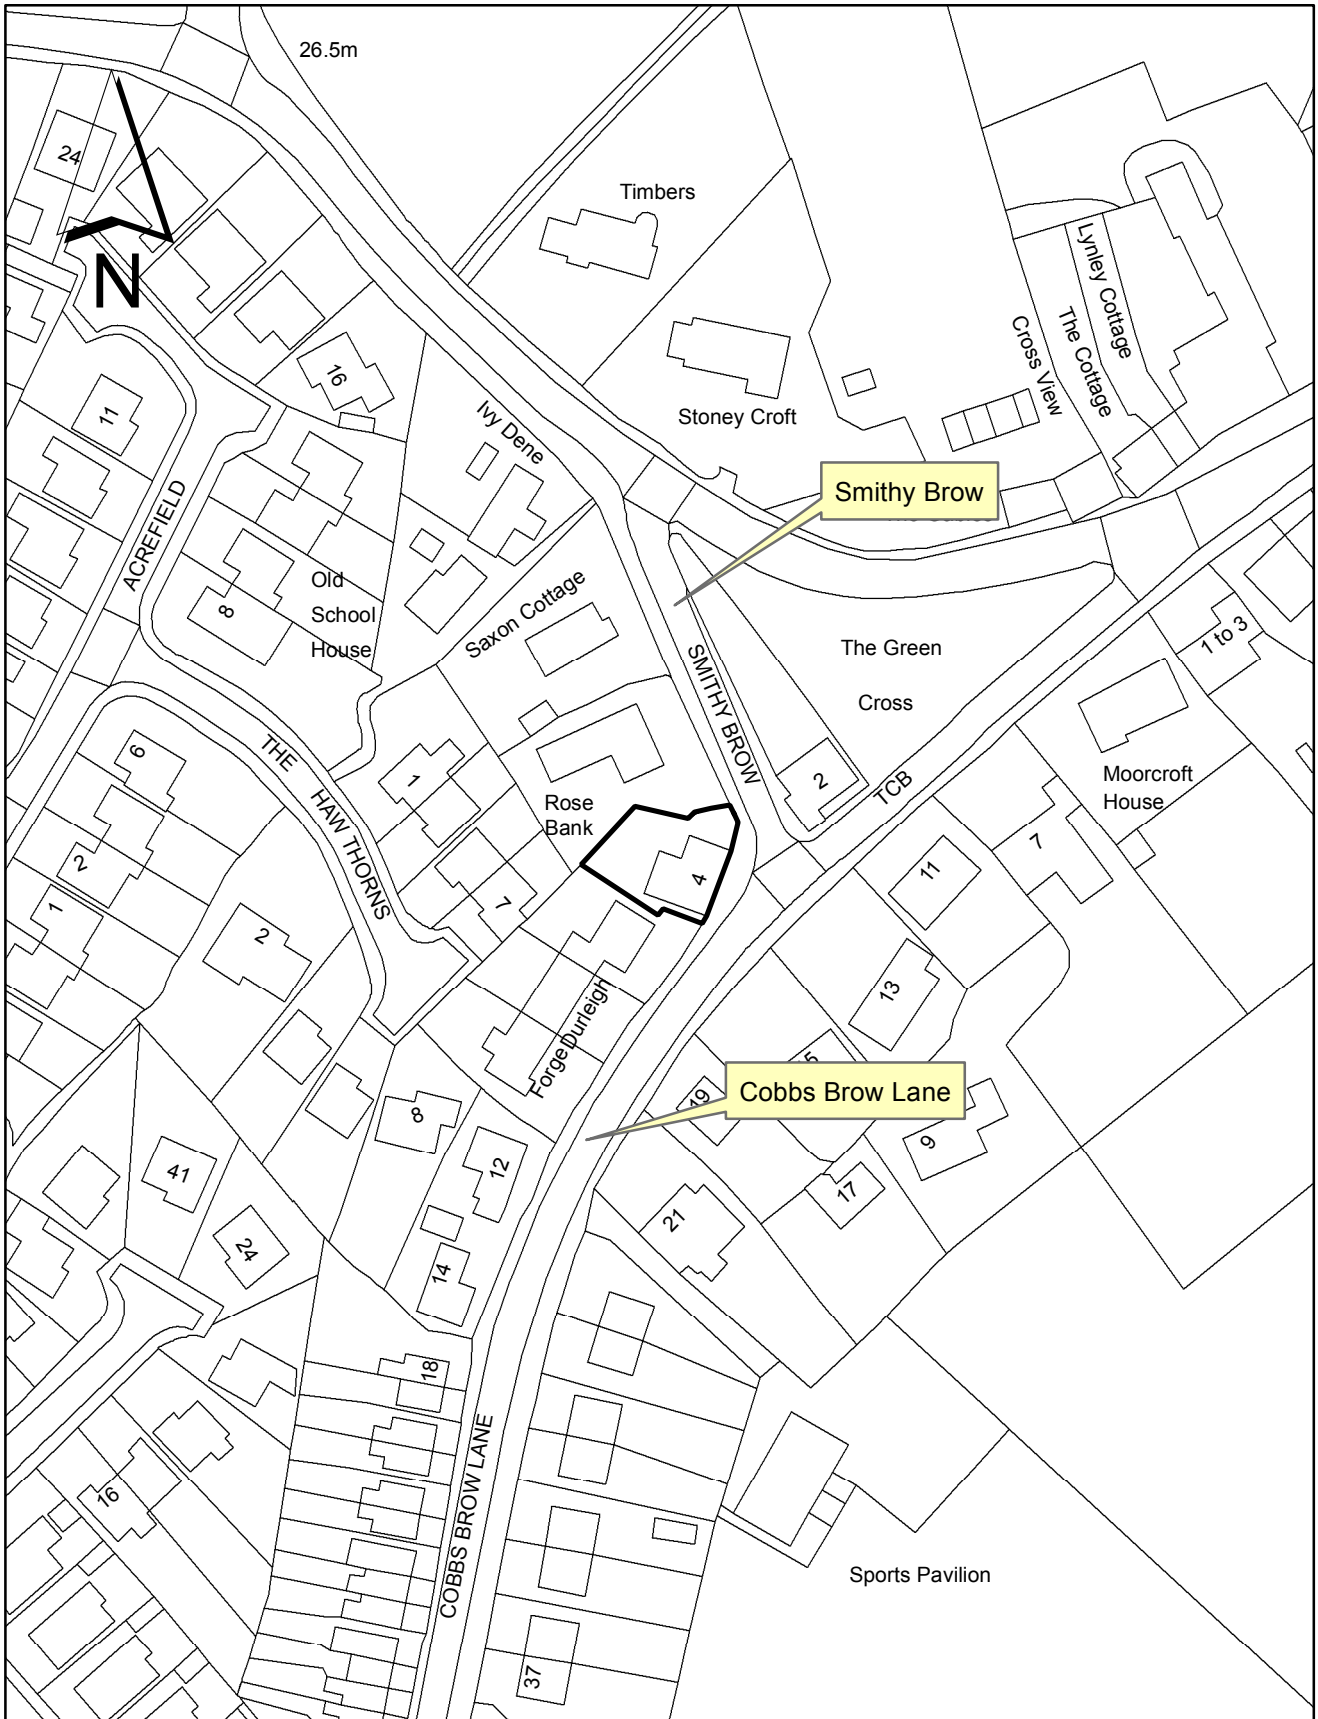 26.5m
24
N
Timbers
Lynley Cottage
The Cottage
Cross View
16
11
Ivy Dene
Stoney Croft
Smithy Brow
ACREFIELD
Old
School
House
8
Saxon Cottage
The Green
Cross
SMITHY BROW
1 to 3
6
THE
HAW THORNS
1
2
TCB
Moorcroft
House
Rose
Bank
2
4
11
7
1
7
2
13
Forge
Durleigh
15
19
Cobbs Brow Lane
8
9
12
41
17
21
24
14
18
16
COBBS BROW LANE
Sports Pavilion
37